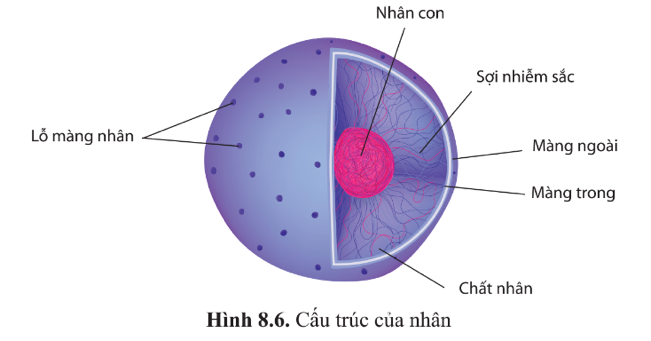 Nhân con
Sợi nhiễm sắc
Lỗ màng nhân
Màng ngoài
Màng trong
Chất nhân
Hình 8.6. Cấu trúc của nhân